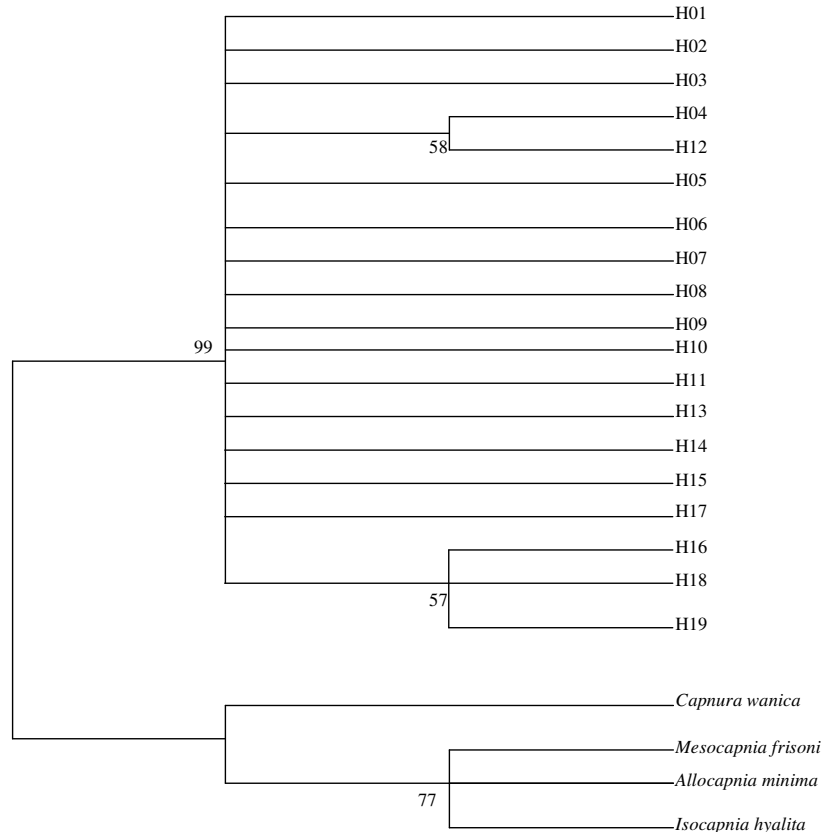 H01
H02
H03
H04
58
H12
H05
H06
H07
H08
H09
99
H10
H11
H13
H14
H15
H17
H16
H18
57
H19
Capnura wanica
Mesocapnia frisoni
Allocapnia minima
77
Isocapnia hyalita